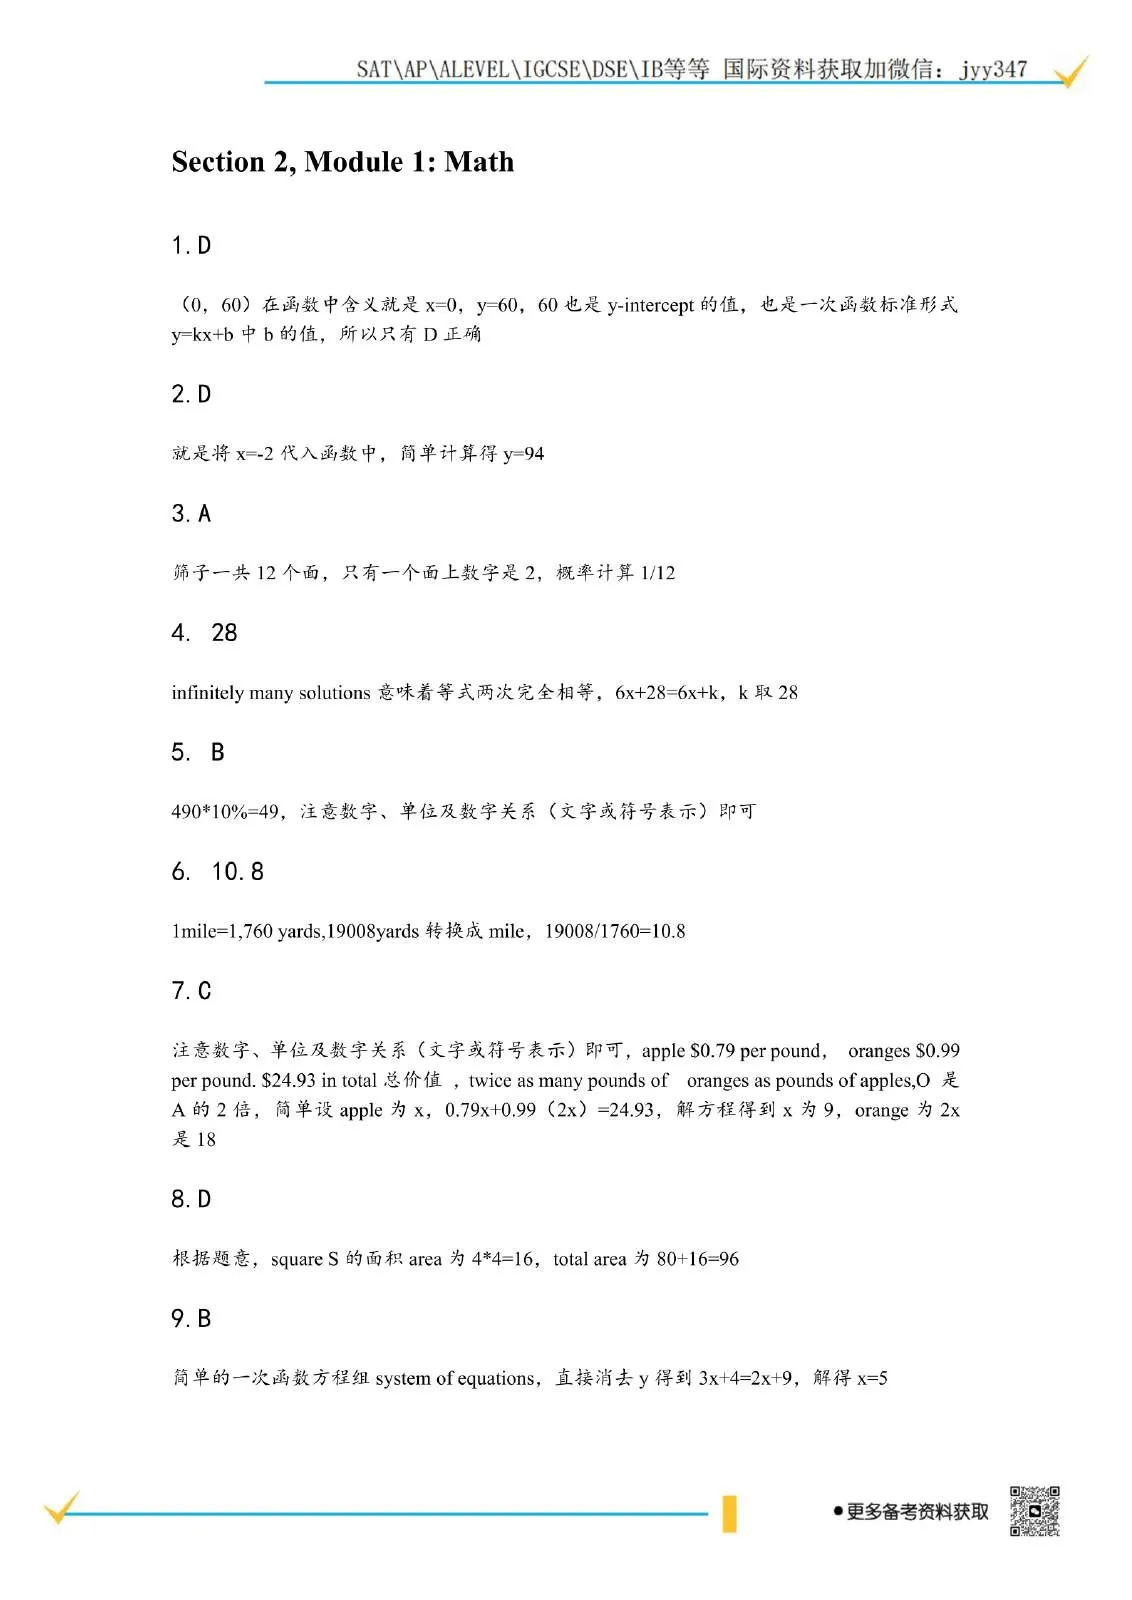 SAT\AP\ALEVEL\IGCSE\DSE\IB等等 国际资料获取加微信：jyy347
Section 2, Module 1: Math
1. D
（0，60）在函数中含义就是 x=0，y=60，60 也是 y-intercept 的值，也是一次函数标准形式
y=kx+b 中 b 的值，所以只有 D 正确
2. D
就是将 x=-2 代入函数中，简单计算得 y=94
3. A
筛子一共 12 个面，只有一个面上数字是 2，概率计算 1/12
4. 28
infinitely many solutions 意味着等式两次完全相等，6x+28=6x+k，k 取 28
5. B
490*10%=49，注意数字、单位及数字关系（文字或符号表示）即可
6. 10.8
1mile=1,760 yards,19008yards 转换成 mile，19008/1760=10.8
7. C
注意数字、单位及数字关系（文字或符号表示）即可，apple $0.79 per pound， oranges $0.99
per pound. $24.93 in total 总价值 ，twice as many pounds of oranges as pounds of apples,O 是
A 的 2 倍，简单设 apple 为 x，0.79x+0.99（2x）=24.93，解方程得到 x 为 9，orange 为 2x
是 18
8. D
根据题意，square S 的面积 area 为 4*4=16，total area 为 80+16=96
9. B
简单的一次函数方程组 system of equations，直接消去 y 得到 3x+4=2x+9，解得 x=5
●更多备考资料获取